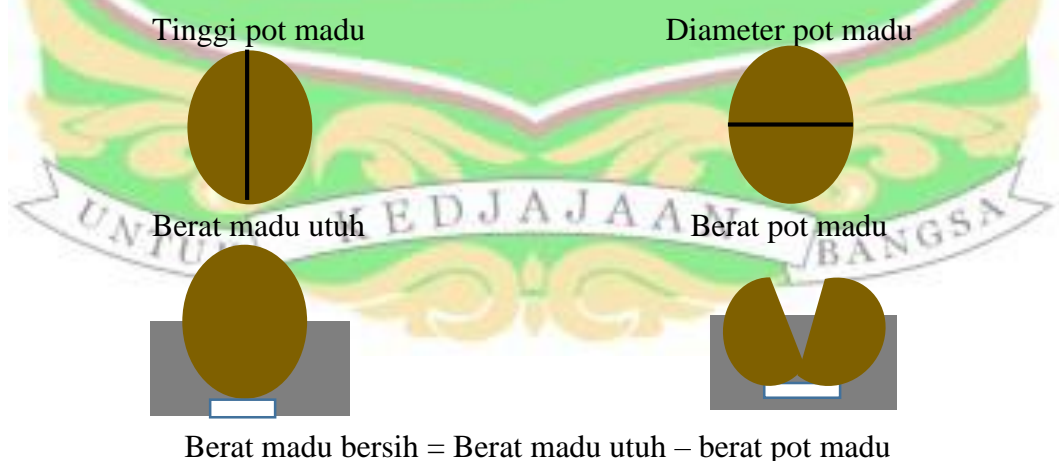 Tinggi pot madu
Diameter pot madu
UNTUK KEDJAJAAN BANGSA
Berat madu utuh
Berat pot madu
Berat madu bersih = Berat madu utuh – berat pot madu